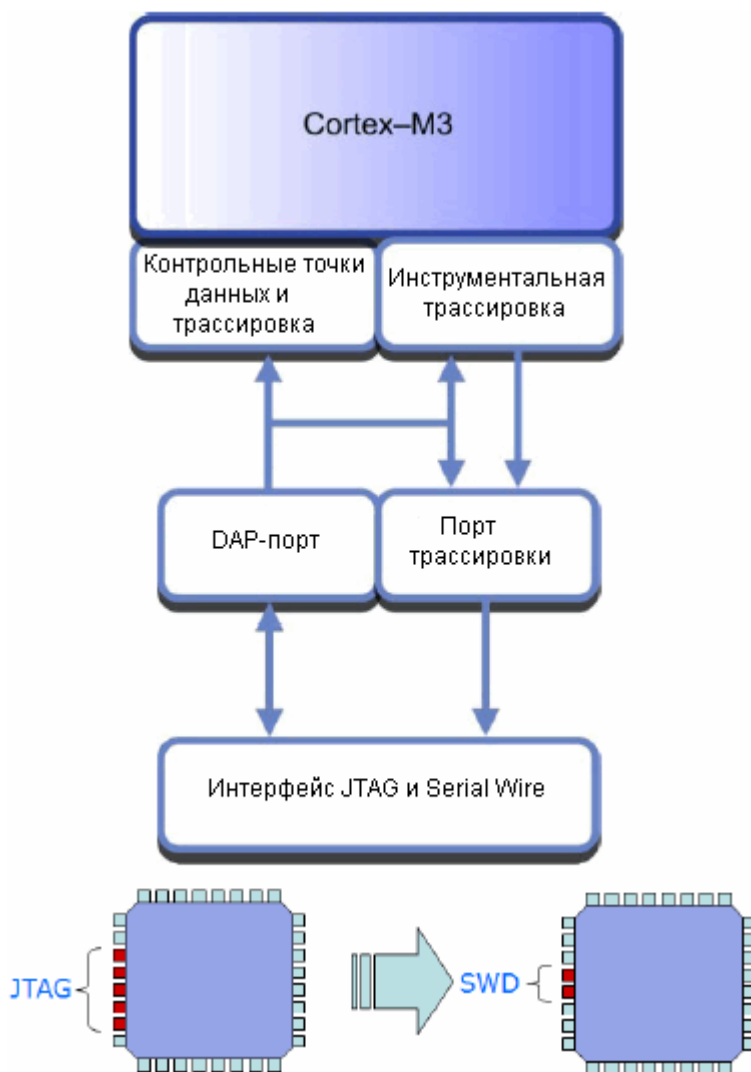 Cortex–M3
Контрольные точки
данных и
трассировка
Инструментальная
трассировка
DAP-порт
Порт
трассировки
Интерфейс JTAG и Serial Wire
JTAG
SWD